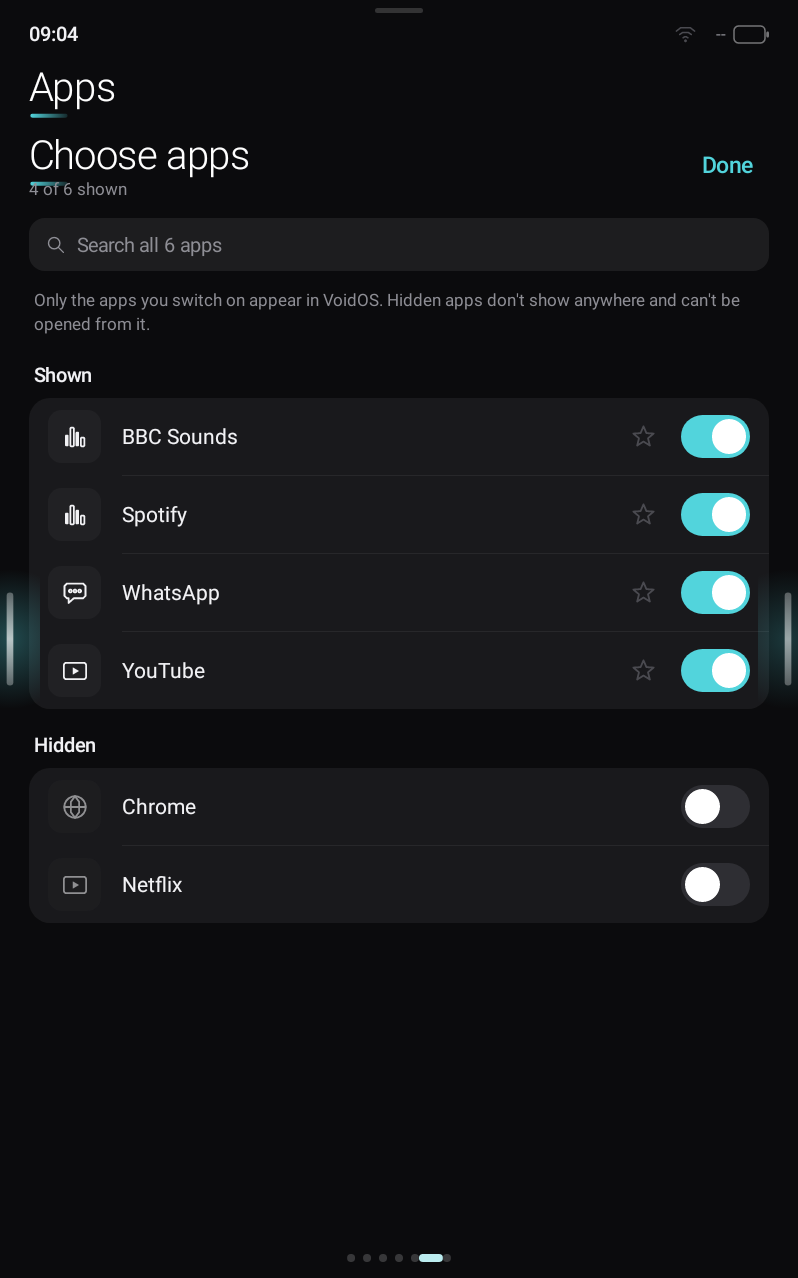 09:04
--
Apps
Choose apps
Done
4 of 6 shown
Search all 6 apps
Only the apps you switch on appear in VoidOS. Hidden apps don't show anywhere and can't be
opened from it.
Shown
BBC Sounds
Spotify
WhatsApp
YouTube
Hidden
Chrome
Netflix